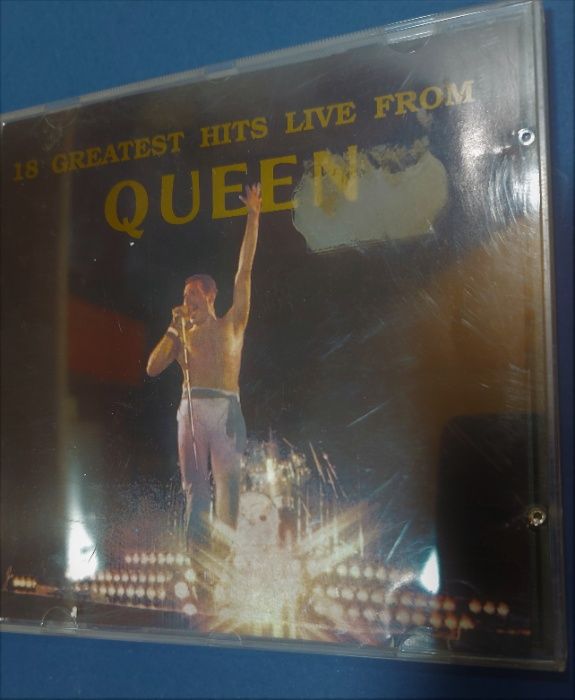 18 GREATEST HITS LIVE FROM
QUEEN